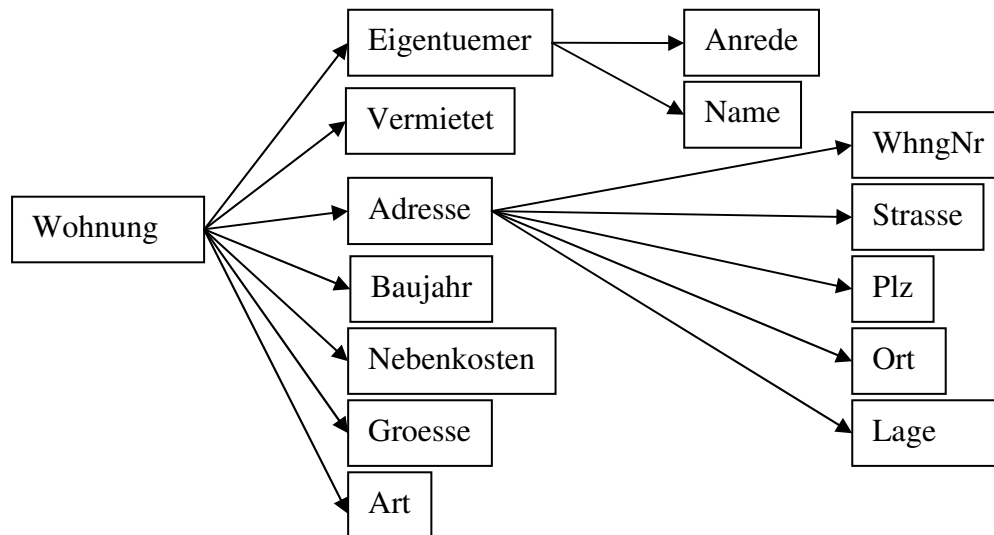 Eigentuemer
Anrede
Vermietet
Name
WhngNr
Wohnung
Adresse
Strasse
Baujahr
Plz
Nebenkosten
Ort
Groesse
Lage
Art